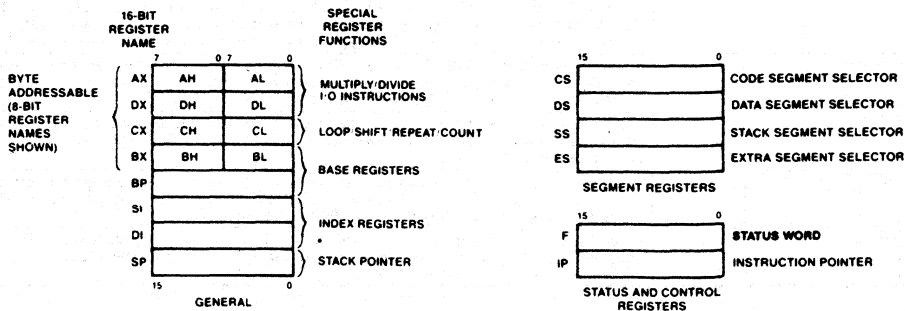 16-BIT
REGISTER
NAME
SPECIAL
REGISTER
FUNCTIONS
7 0 7 0
BYTE
ADDRESSABLE
(8-BIT
REGISTER
NAMES
SHOWN)
AX AH AL
DX DH DL
CX CH CL
BX BH BL
BP
SI
DI
SP
MULTIPLY/DIVIDE
I/O INSTRUCTIONS
LOOP/SHIFT/REPEAT/COUNT
BASE REGISTERS
INDEX REGISTERS
STACK POINTER
15 0
GENERAL
15 0
CS CODE SEGMENT SELECTOR
DS DATA SEGMENT SELECTOR
SS STACK SEGMENT SELECTOR
ES EXTRA SEGMENT SELECTOR
SEGMENT REGISTERS
15 0
F STATUS WORD
IP INSTRUCTION POINTER
STATUS AND CONTROL
REGISTERS